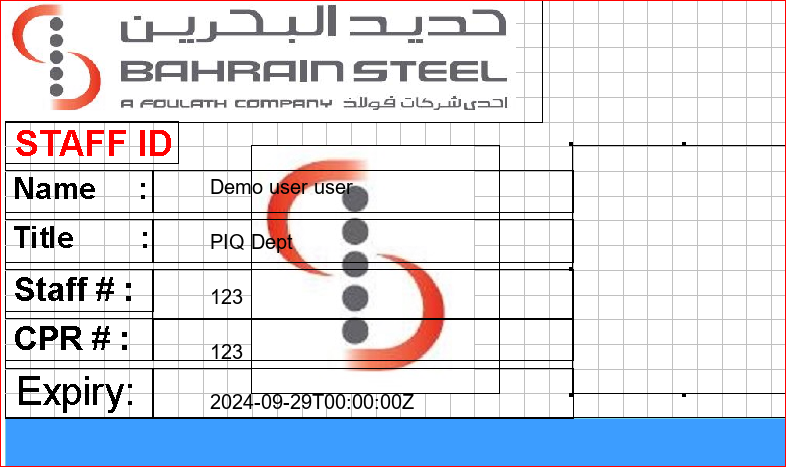 حديد البحرين
BAHRAIN STEEL
A FOULATH COMPANY احدى شركات فولاذ
STAFF ID
Name : Demo user user
Title : PIQ Dept
Staff # : 123
CPR # : 123
Expiry: 2024-09-29T00:00:00Z